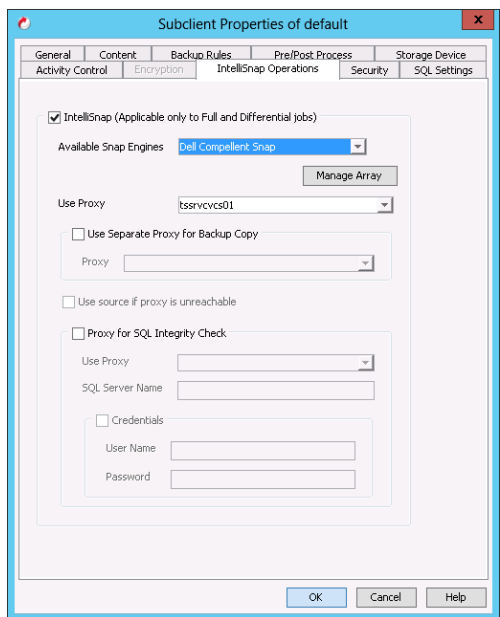 Subclient Properties of default
x
General Content Backup Rules Pre/Post Process Storage Device
Activity Control Encryption IntelliSnap Operations Security SQL Settings
IntelliSnap (Applicable only to Full and Differential jobs)
Available Snap Engines Dell Compellent Snap
Manage Array
Use Proxy tssrvcvcs01
Use Separate Proxy for Backup Copy
Proxy
Use source if proxy is unreachable
Proxy for SQL Integrity Check
Use Proxy
SQL Server Name
Credentials
User Name
Password
OK Cancel Help